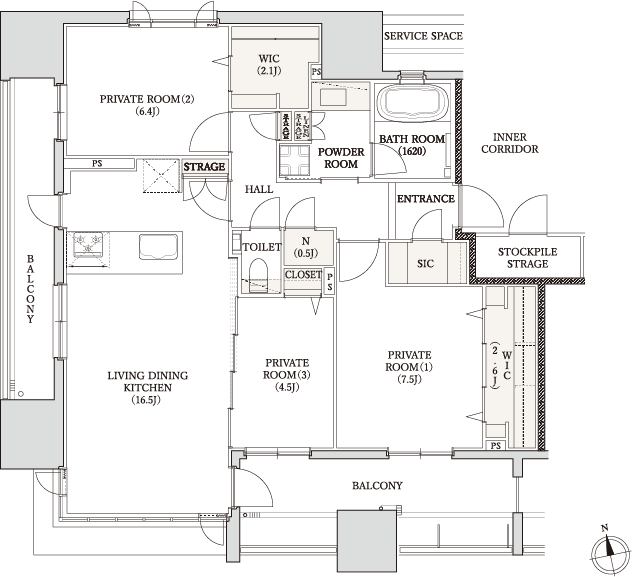 SERVICE SPACE
WIC
(2.1J)
PS
PRIVATE ROOM(2)
(6.4J)
BATH ROOM
(1620)
INNER
CORRIDOR
POWDER
ROOM
PS
STRAGE
HALL
ENTRANCE
TOILET
N
(0.5J)
SIC
STOCKPILE
STRAGE
CLOSET
PS
BALCONY
LIVING DINING
KITCHEN
(16.5J)
PRIVATE
ROOM(3)
(4.5J)
PRIVATE
ROOM(1)
(7.5J)
WIC
(2.6J)
PS
BALCONY
N